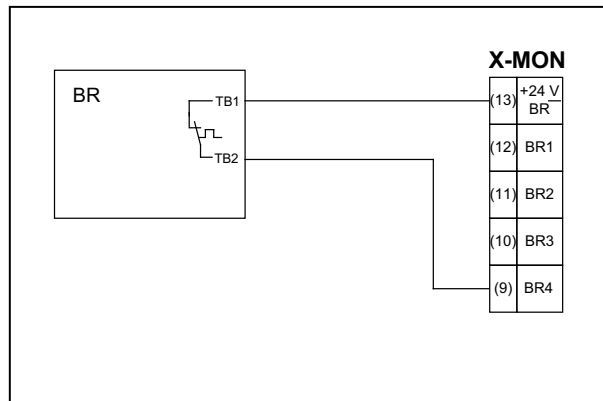 X-MON
BR
TB1
TB2
(13) +24 V
BR
(12) BR1
(11) BR2
(10) BR3
(9) BR4